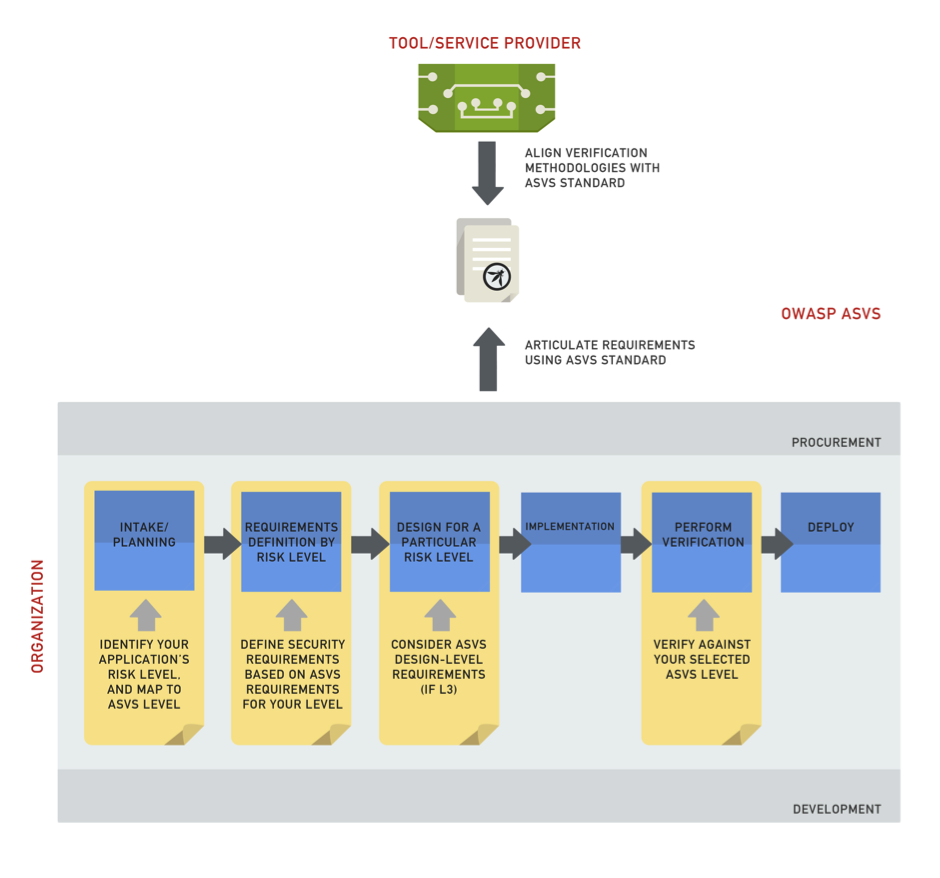 TOOL/SERVICE PROVIDER
ALIGN VERIFICATION
METHODOLOGIES WITH
ASVS STANDARD
OWASP ASVS
ARTICULATE REQUIREMENTS
USING ASVS STANDARD
PROCUREMENT
ORGANIZATION
INTAKE/
PLANNING
REQUIREMENTS
DEFINITION BY
RISK LEVEL
DESIGN FOR A
PARTICULAR
RISK LEVEL
IMPLEMENTATION
PERFORM
VERIFICATION
DEPLOY
IDENTIFY YOUR
APPLICATION'S
RISK LEVEL,
AND MAP TO
ASVS LEVEL
DEFINE SECURITY
REQUIREMENTS
BASED ON ASVS
REQUIREMENTS
FOR YOUR LEVEL
CONSIDER ASVS
DESIGN-LEVEL
REQUIREMENTS
(IF L3)
VERIFY AGAINST
YOUR SELECTED
ASVS LEVEL
DEVELOPMENT